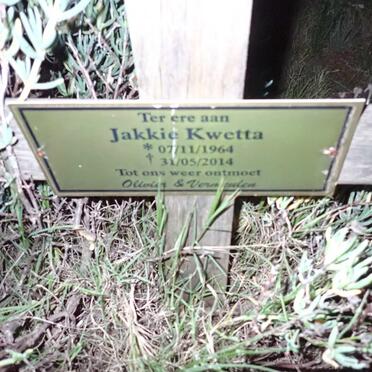 Ter ere aan
Jakkie Kwetta
* 07/11/1964
† 31/05/2014
Tot ons weer ontmoet
Olivier & Vermeulen